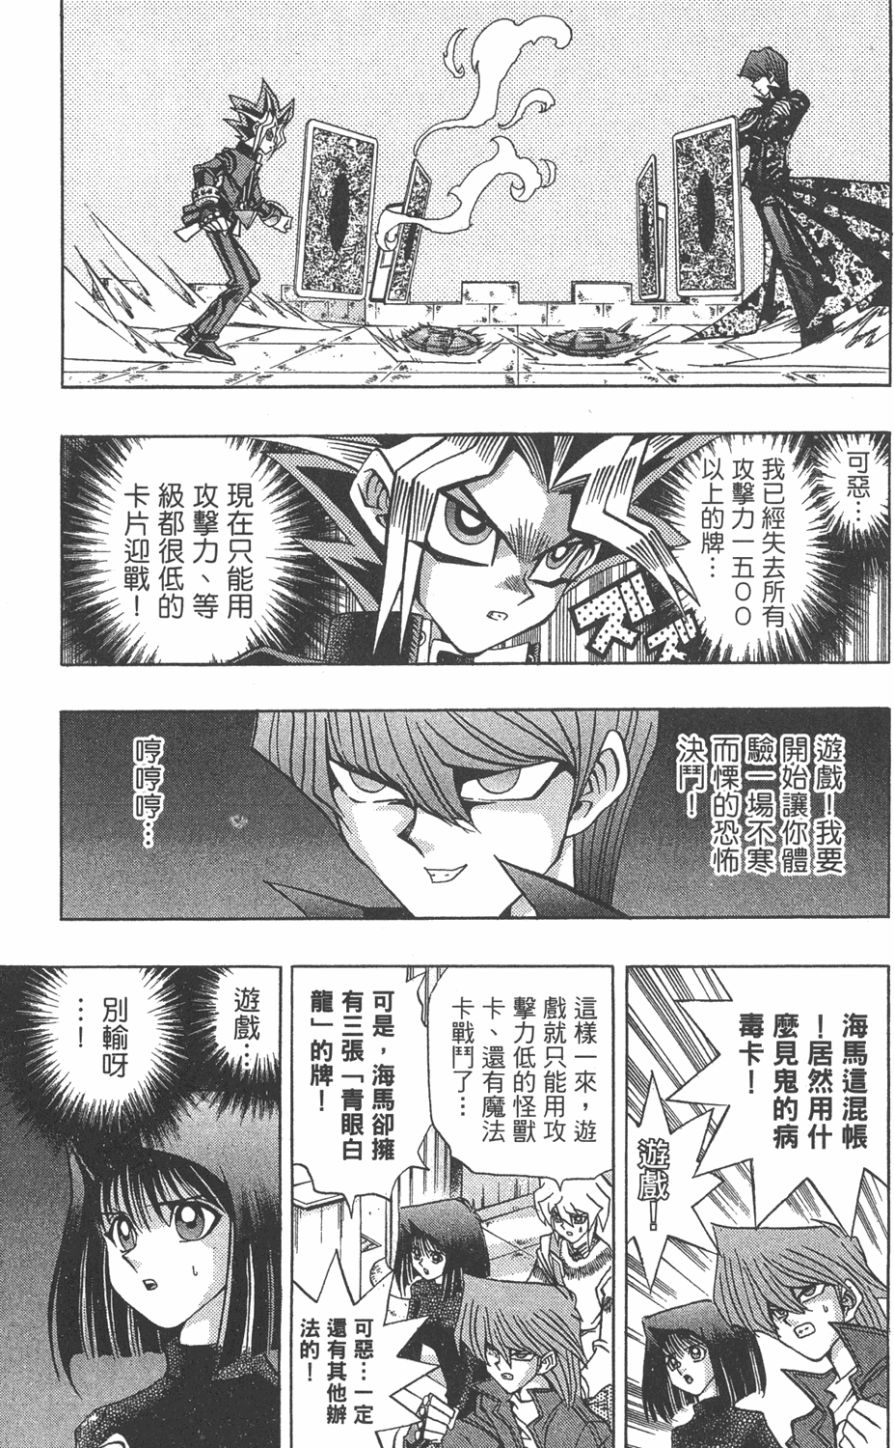 可惡…
我已經失去所有
攻擊力一五００
以上的牌…
ズズ
現在只能用
攻擊力、等
級都很低的
卡片迎戰！
遊戲！我要
開始讓你體
驗一場不寒
而慄的恐怖
決鬥！
哼哼哼…
海馬這混帳
！居然用什
麼見鬼的病
毒卡！
遊戲！
這樣一來，遊
戲就只能用攻
擊力低的怪獸
卡、還有魔法
卡戰鬥了…
可是，海馬卻擁
有三張「青眼白
龍」的牌！
可惡…一定
還有其他辦
法的！
遊戲…
別輸呀
…！